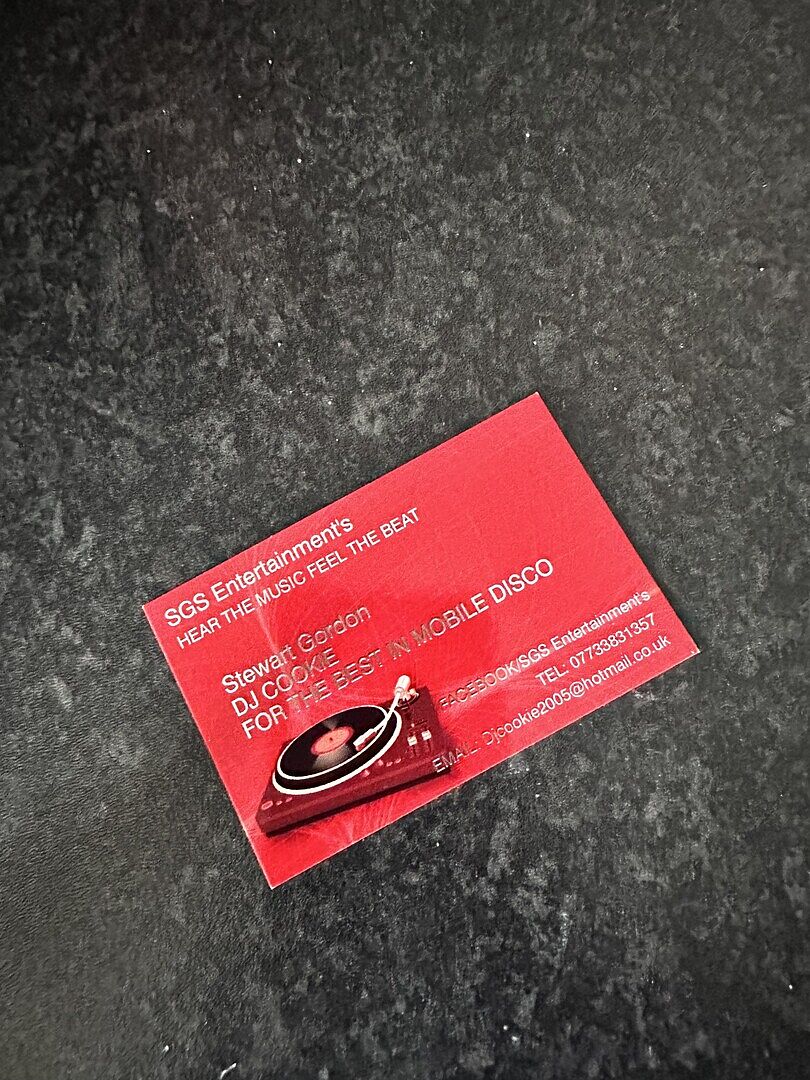 SGS Entertainment's
HEAR THE MUSIC FEEL THE BEAT
Stewart Gordon
DJ COOKIE
FOR THE BEST IN MOBILE DISCO
FACEBOOK/SGS Entertainment's
TEL: 07733831357
EMAIL: Djcookie2005@hotmail.co.uk